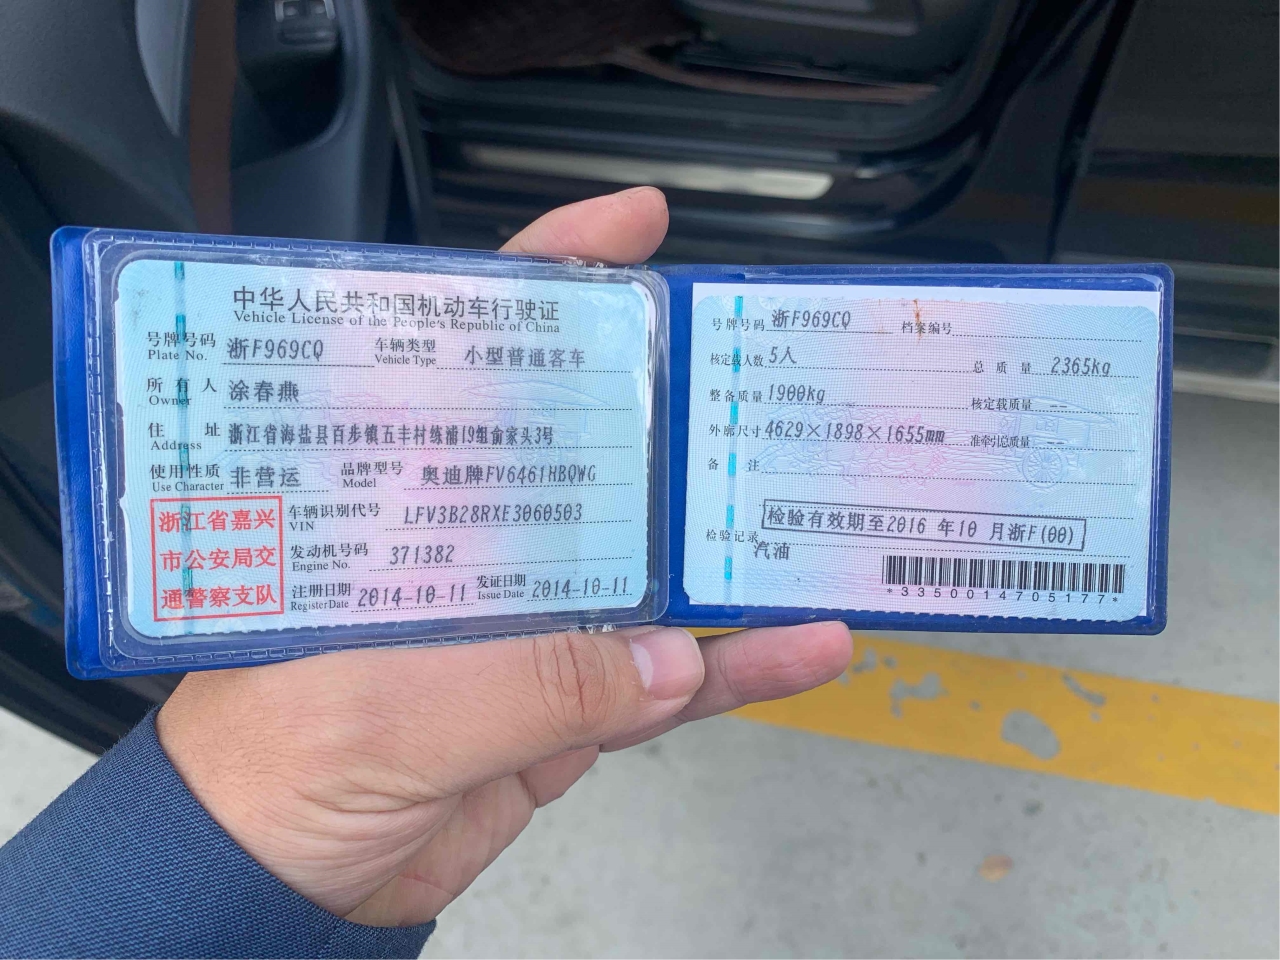 中华人民共和国机动车行驶证
Vehicle License of the People's Republic of China
号牌号码 浙F969CQ 车辆类型 小型普通客车
Plate No. Vehicle Type
所有人 涂春燕
Owner
住址 浙江省海盐县百步镇五丰村练浦19组俞家头3号
Address
使用性质 非营运 品牌型号 奥迪牌FV6461HBQWG
Use Character Model
浙江省嘉兴
市公安局交
通警察支队
车辆识别代号 LFV3B28RXE3060503
VIN
发动机号码 371382
Engine No.
注册日期 2014-10-11 发证日期 2014-10-11
Register Date Issue Date
号牌号码 浙F969CQ 档案编号
核定载人数 5人 总质量 2365kg
整备质量 1900kg 核定载质量
外廓尺寸 4629×1898×1655mm 准牵引总质量
备注
检验有效期至2016 年10 月浙F(00)
检验记录
汽油
*3350014705177*